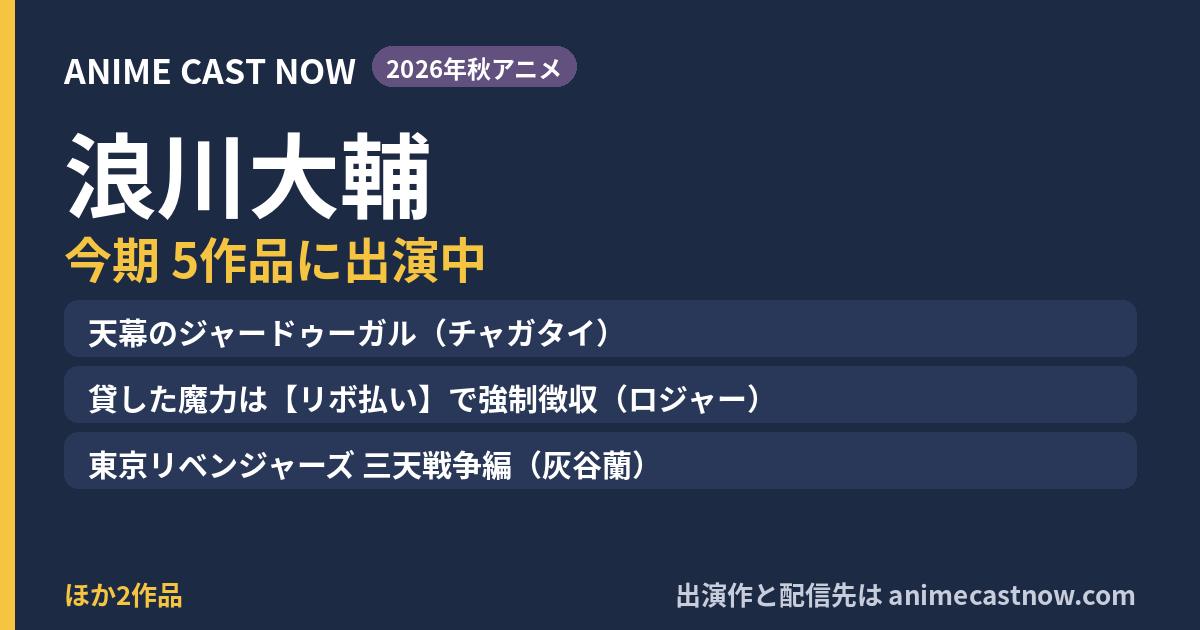 ANIME CAST NOW 2026年秋アニメ
浪川大輔
今期 5作品に出演中
天幕のジャードゥーガル（チャガタイ）
貸した魔力は【リボ払い】で強制徴収（ロジャー）
東京リベンジャーズ 三天戦争編（灰谷蘭）
ほか2作品
出演作と配信先は animecastnow.com